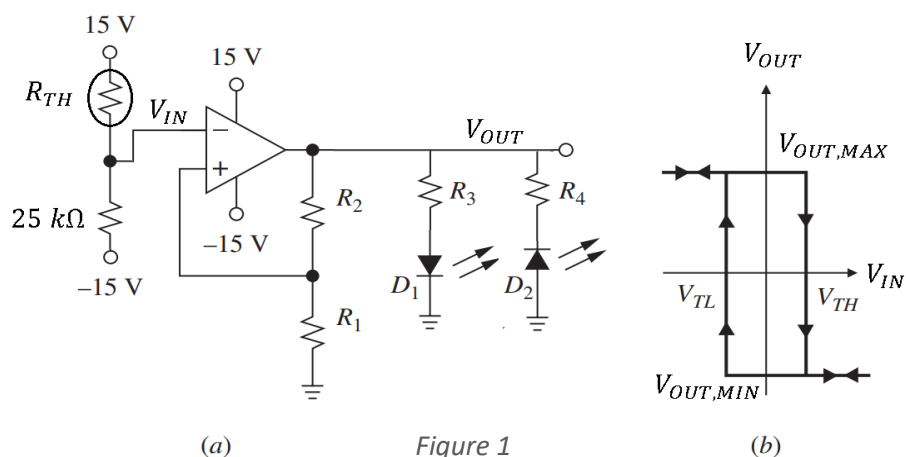 15 V
R_TH
V_IN
25 kΩ
–15 V
15 V
−
+
–15 V
R_2
R_1
V_OUT
R_3
R_4
D_1
D_2
(a)
Figure 1
V_OUT
V_OUT,MAX
V_IN
V_TL
V_TH
V_OUT,MIN
(b)